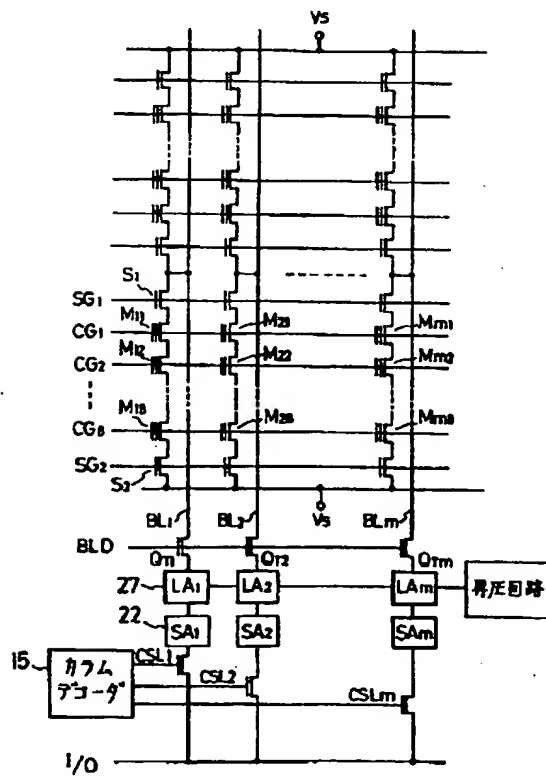 Vs
S1
SG1
M11 M21 Mm1
CG1
M12 M22 Mm2
CG2
M18 M28 Mm8
CG8
SG2
S2
Vs
BL1 BL2 BLm
BLD
QT1 QT2 QTm
27 LA1 LA2 LAm 昇圧回路
22 SA1 SA2 SAm
15 カラムデコーダ
CSL1
CSL2
CSLm
I/O